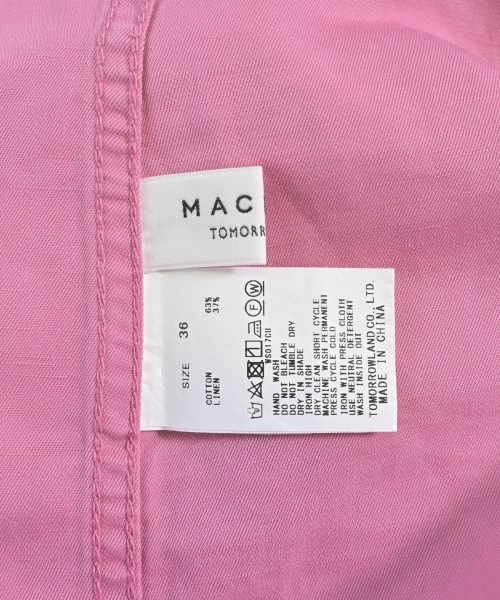 MAC
TOMORR
SIZE 36
COTTON 63%
LINEN 37%
WS017CU
HAND WASH
DO NOT BLEACH
DO NOT TUMBLE DRY
DRY IN SHADE
IRON HIGH
DRY CLEAN SHORT CYCLE
MACHINE WASH PERMANENT
PRESS CYCLE COLD
IRON WITH PRESS CLOTH
USE NEUTRAL DETERGENT
WASH INSIDE OUT
TOMORROWLAND CO., LTD.
MADE IN CHINA